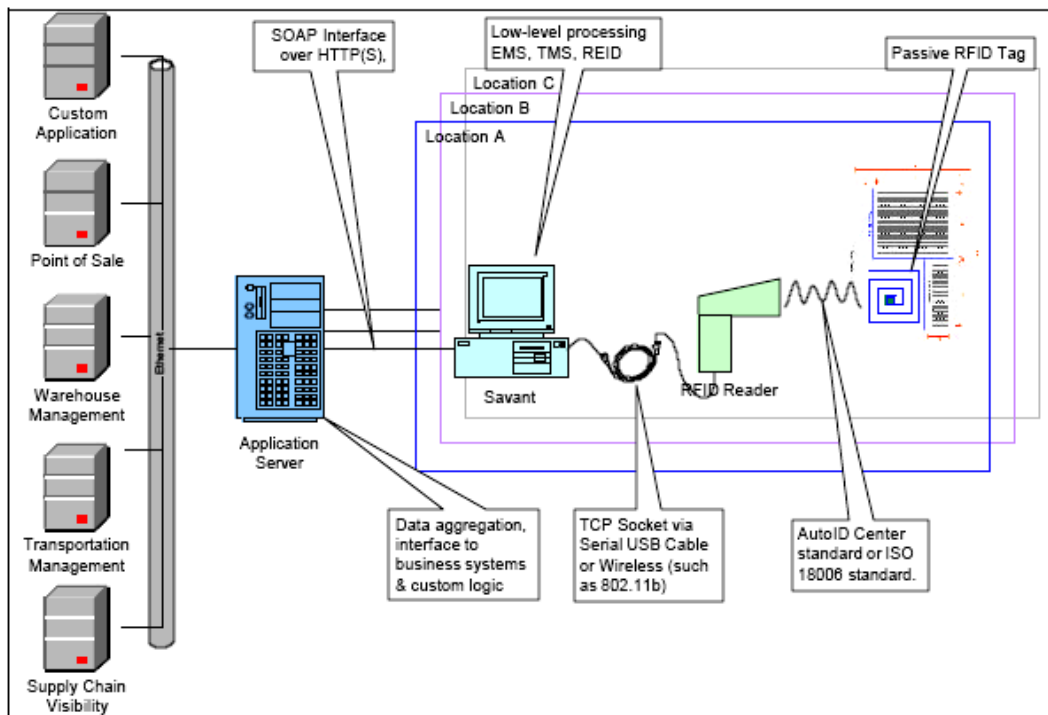 SOAP Interface
over HTTP(S),
Low-level processing
EMS, TMS, REID
Passive RFID Tag
Location C
Location B
Location A
Custom
Application
Point of Sale
Warehouse
Management
Transportation
Management
Supply Chain
Visibility
Ethernet
Application
Server
Savant
RFID Reader
Data aggregation,
interface to
business systems
& custom logic
TCP Socket via
Serial USB Cable
or Wireless (such
as 802.11b)
AutoID Center
standard or ISO
18006 standard.